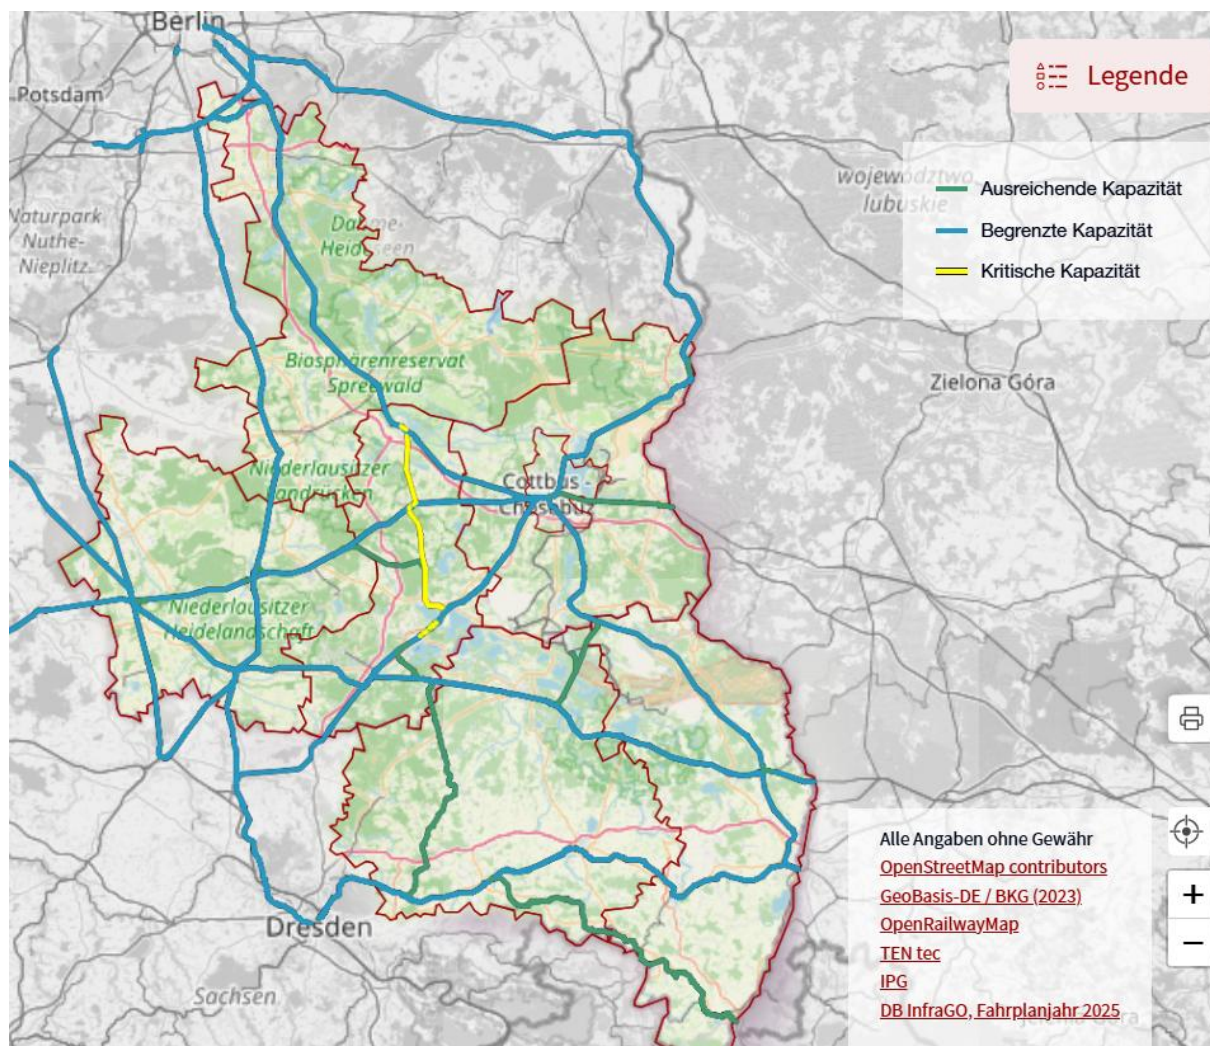 Berlin
Potsdam
Legende
województwo
lubuskie
Ausreichende Kapazität
Begrenzte Kapazität
Kritische Kapazität
Naturpark
Nuthe-
Nieplitz
Dahme-
Heideseen
Biosphärenreservat
Spreewald
Zielona Góra
Niederlausitzer
Landrücken
Cottbus -
Chóśebuz
Niederlausitzer
Heidelandschaft
Dresden
Sachsen
Alle Angaben ohne Gewähr
OpenStreetMap contributors
GeoBasis-DE / BKG (2023)
OpenRailwayMap
TEN tec
IPG
DB InfraGO, Fahrplanjahr 2025
Jelenia Góra
+
−